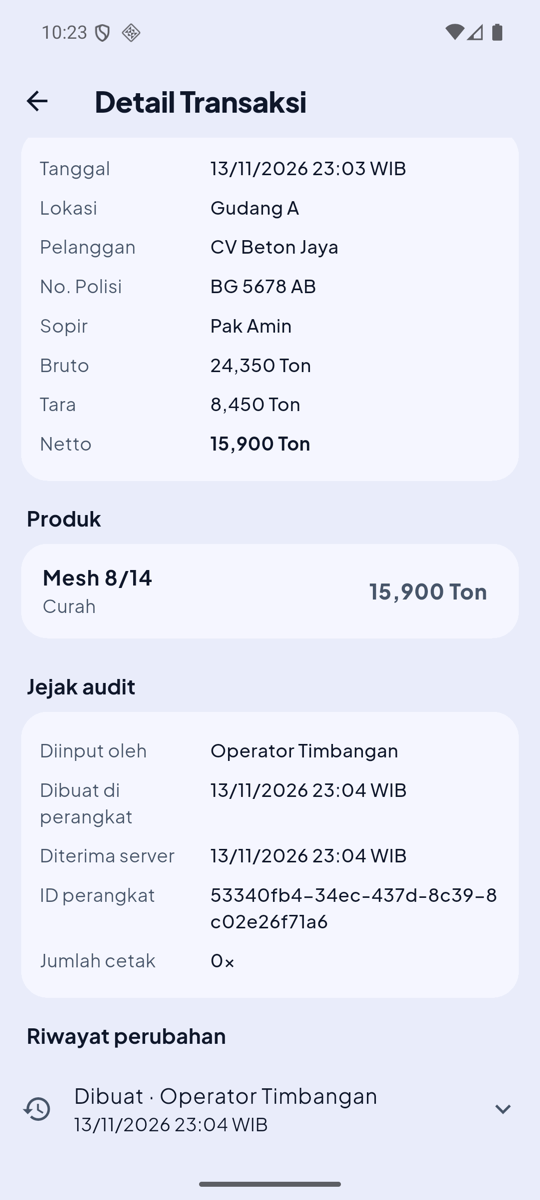 10:23
Detail Transaksi
Tanggal 13/11/2026 23:03 WIB
Lokasi Gudang A
Pelanggan CV Beton Jaya
No. Polisi BG 5678 AB
Sopir Pak Amin
Bruto 24,350 Ton
Tara 8,450 Ton
Netto 15,900 Ton
Produk
Mesh 8/14
Curah
15,900 Ton
Jejak audit
Diinput oleh Operator Timbangan
Dibuat di perangkat 13/11/2026 23:04 WIB
Diterima server 13/11/2026 23:04 WIB
ID perangkat 53340fb4-34ec-437d-8c39-8
c02e26f71a6
Jumlah cetak 0×
Riwayat perubahan
Dibuat · Operator Timbangan
13/11/2026 23:04 WIB